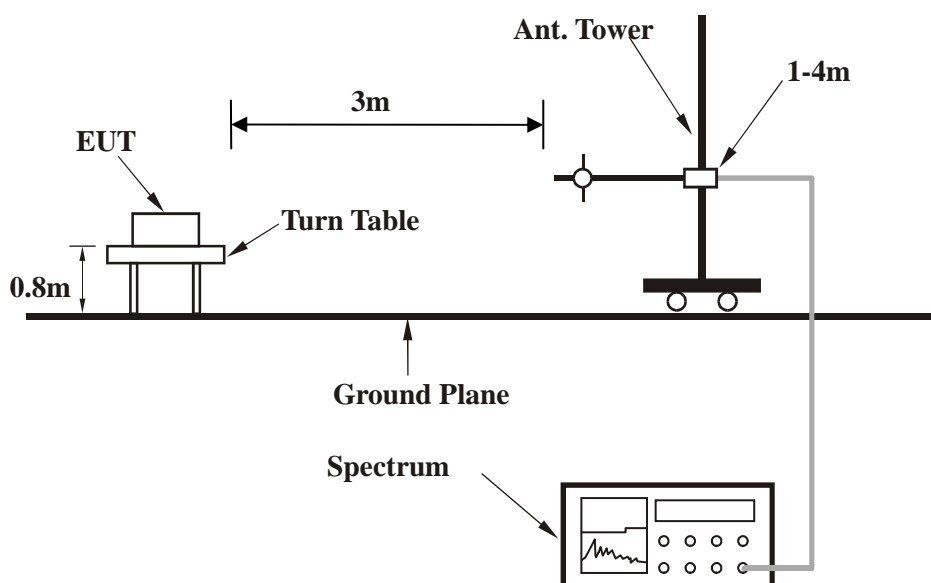 Ant. Tower
1-4m
3m
EUT
Turn Table
0.8m
Ground Plane
Spectrum